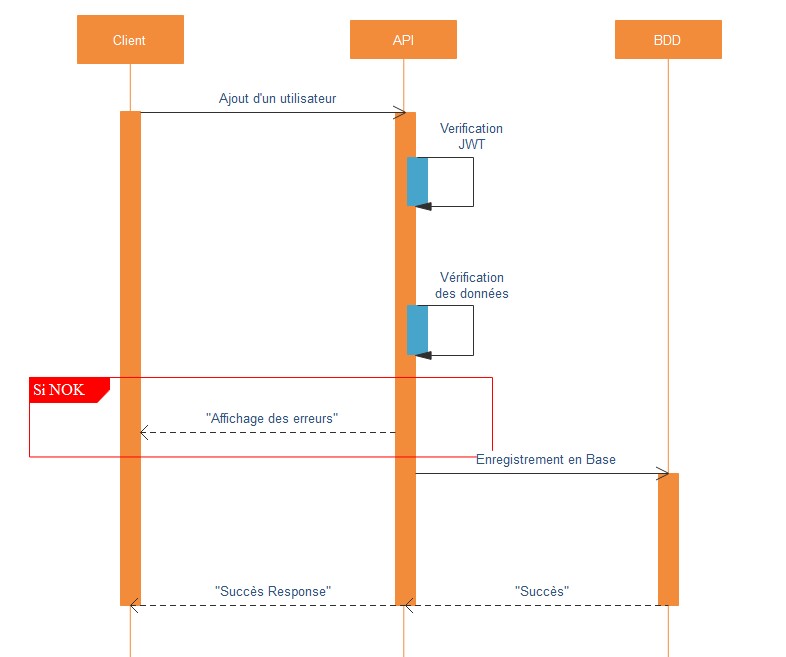 Client
API
BDD
Ajout d'un utilisateur
Verification
JWT
Vérification
des données
Si NOK
"Affichage des erreurs"
Enregistrement en Base
"Succès Response"
"Succès"